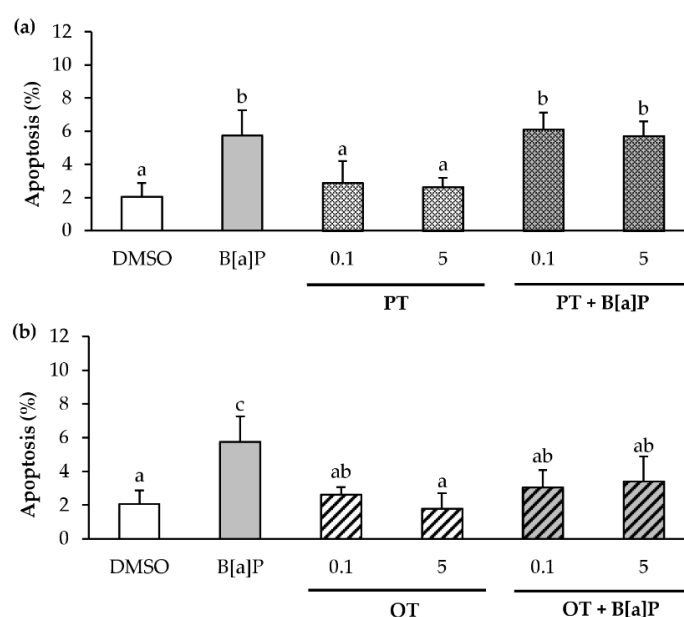 (a)
Apoptosis (%)
12
10
8
6
4
2
0
a
b
a
a
b
b
DMSO
B[a]P
0.1
5
0.1
5
PT
PT + B[a]P
(b)
Apoptosis (%)
12
10
8
6
4
2
0
a
c
ab
a
ab
ab
DMSO
B[a]P
0.1
5
0.1
5
OT
OT + B[a]P